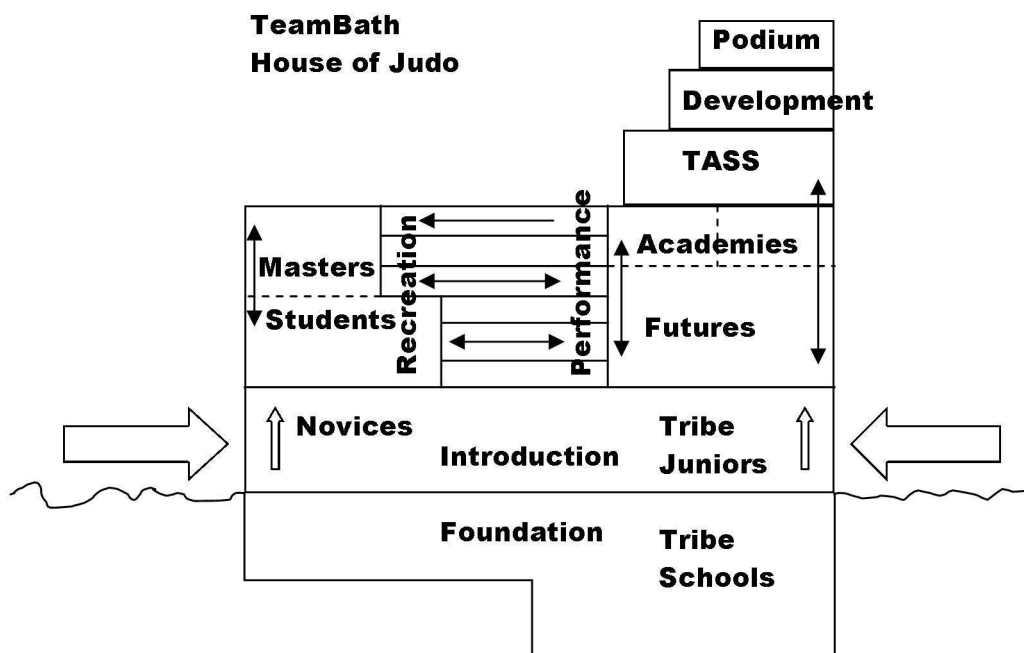 TeamBath
House of Judo
Podium
Development
TASS
Academies
Masters
Students
Recreation
Performance
Futures
Novices
Introduction
Tribe
Juniors
Foundation
Tribe
Schools